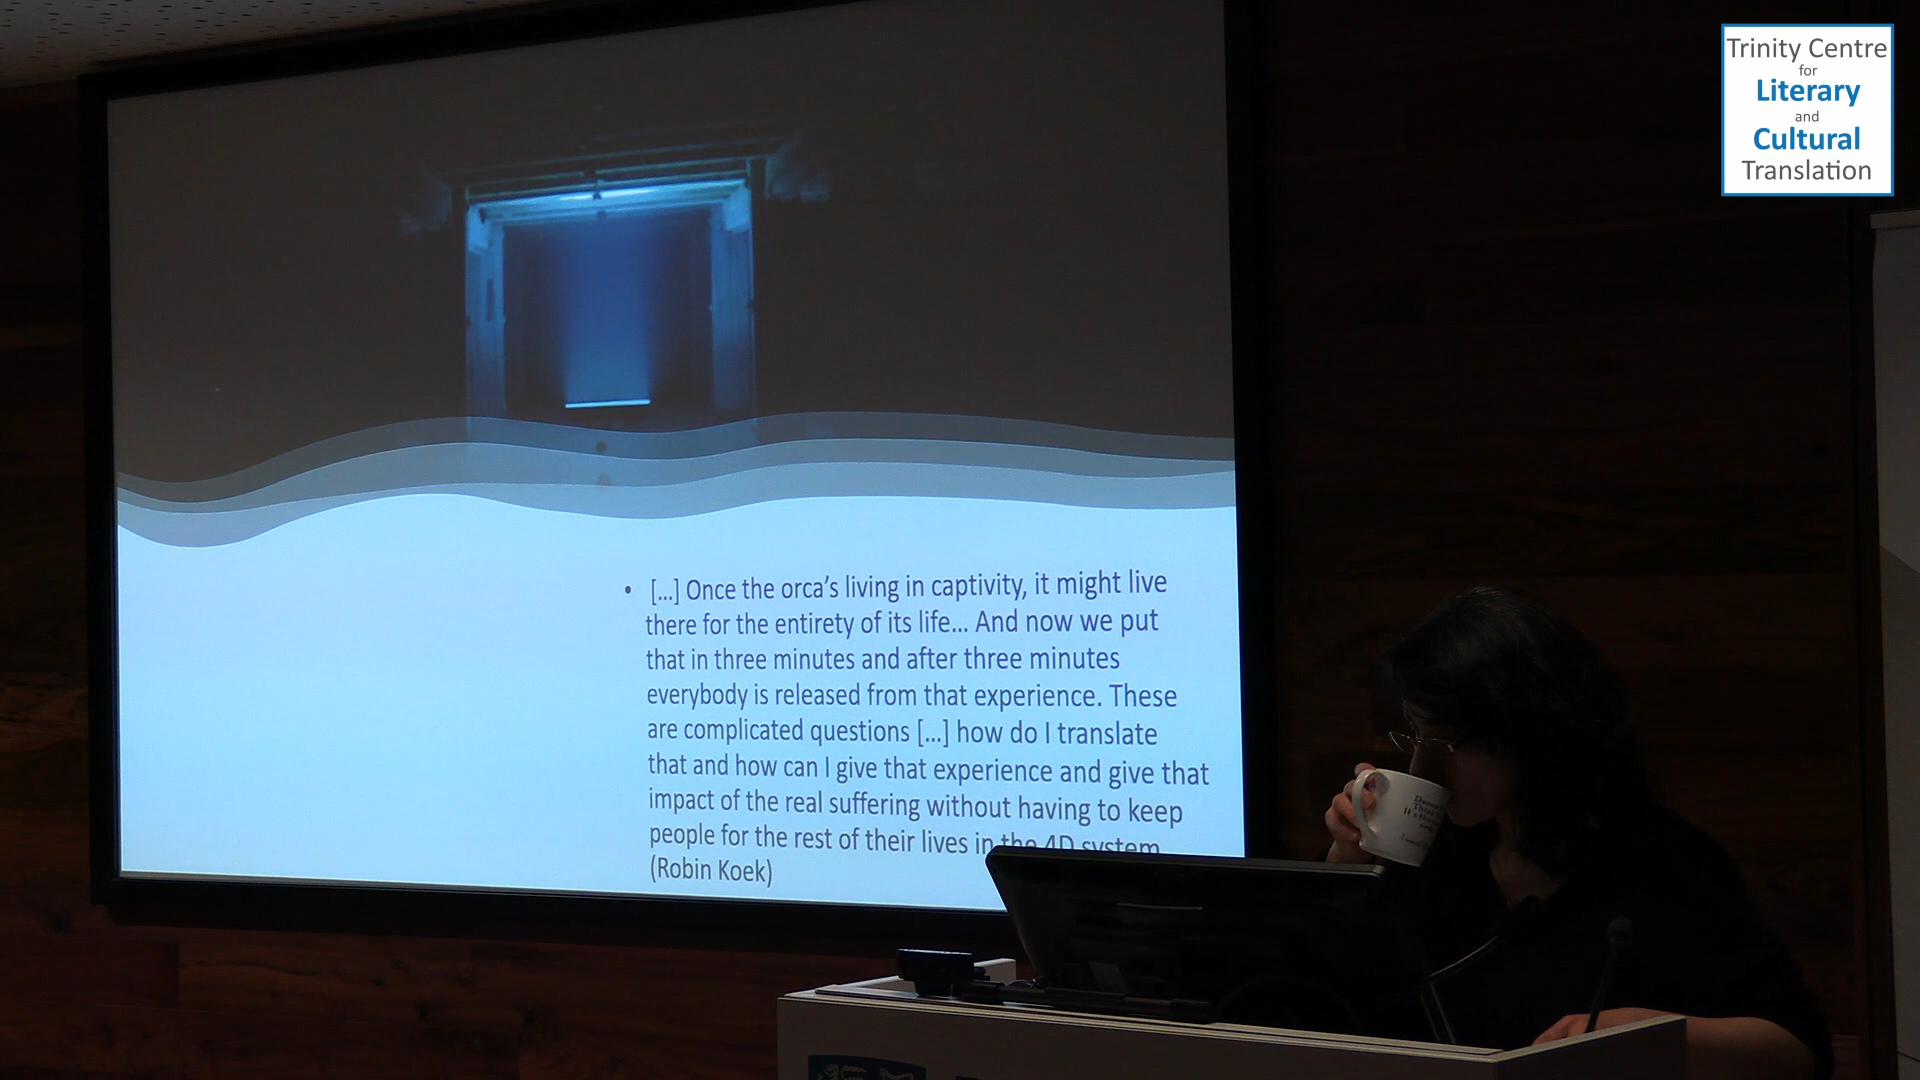 Trinity Centre
for
Literary
and
Cultural
Translation
• [...] Once the orca's living in captivity, it might live
there for the entirety of its life... And now we put
that in three minutes and after three minutes
everybody is released from that experience. These
are complicated questions [...] how do I translate
that and how can I give that experience and give that
impact of the real suffering without having to keep
people for the rest of their lives in the 4D system
(Robin Koek)